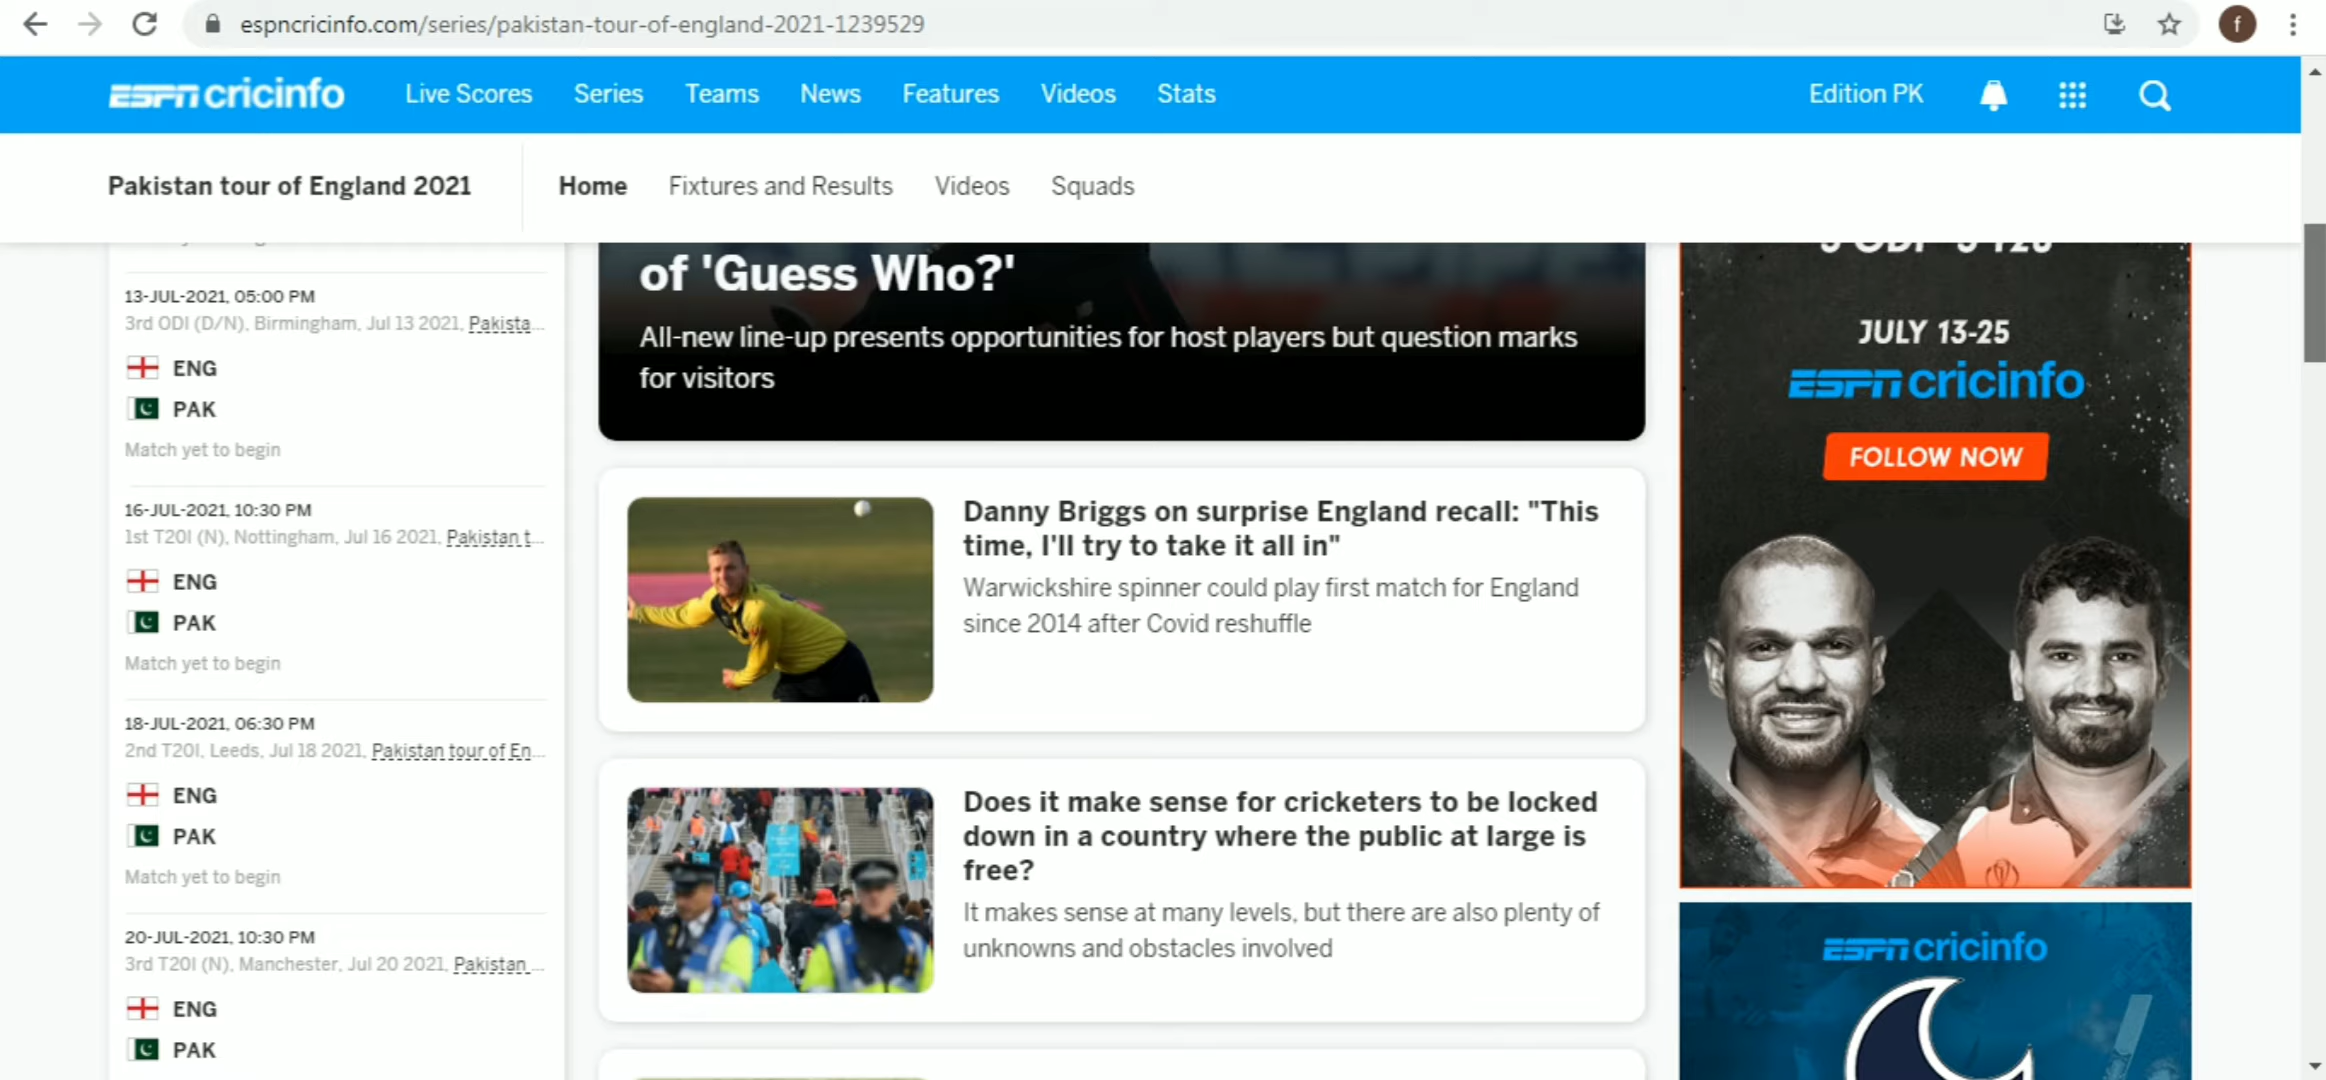 espncricinfo.com/series/pakistan-tour-of-england-2021-1239529
f
ESPN cricinfo
Live Scores
Series
Teams
News
Features
Videos
Stats
Edition PK
Pakistan tour of England 2021
Home
Fixtures and Results
Videos
Squads
13-JUL-2021, 05:00 PM
3rd ODI (D/N), Birmingham, Jul 13 2021, Pakista...
ENG
PAK
Match yet to begin
16-JUL-2021, 10:30 PM
1st T20I (N), Nottingham, Jul 16 2021, Pakistan t...
ENG
PAK
Match yet to begin
18-JUL-2021, 06:30 PM
2nd T20I, Leeds, Jul 18 2021, Pakistan tour of En...
ENG
PAK
Match yet to begin
20-JUL-2021, 10:30 PM
3rd T20I (N), Manchester, Jul 20 2021, Pakistan ...
ENG
PAK
of 'Guess Who?'
All-new line-up presents opportunities for host players but question marks
for visitors
Danny Briggs on surprise England recall: "This
time, I'll try to take it all in"
Warwickshire spinner could play first match for England
since 2014 after Covid reshuffle
Does it make sense for cricketers to be locked
down in a country where the public at large is
free?
It makes sense at many levels, but there are also plenty of
unknowns and obstacles involved
JULY 13-25
ESPN cricinfo
FOLLOW NOW
ESPN cricinfo